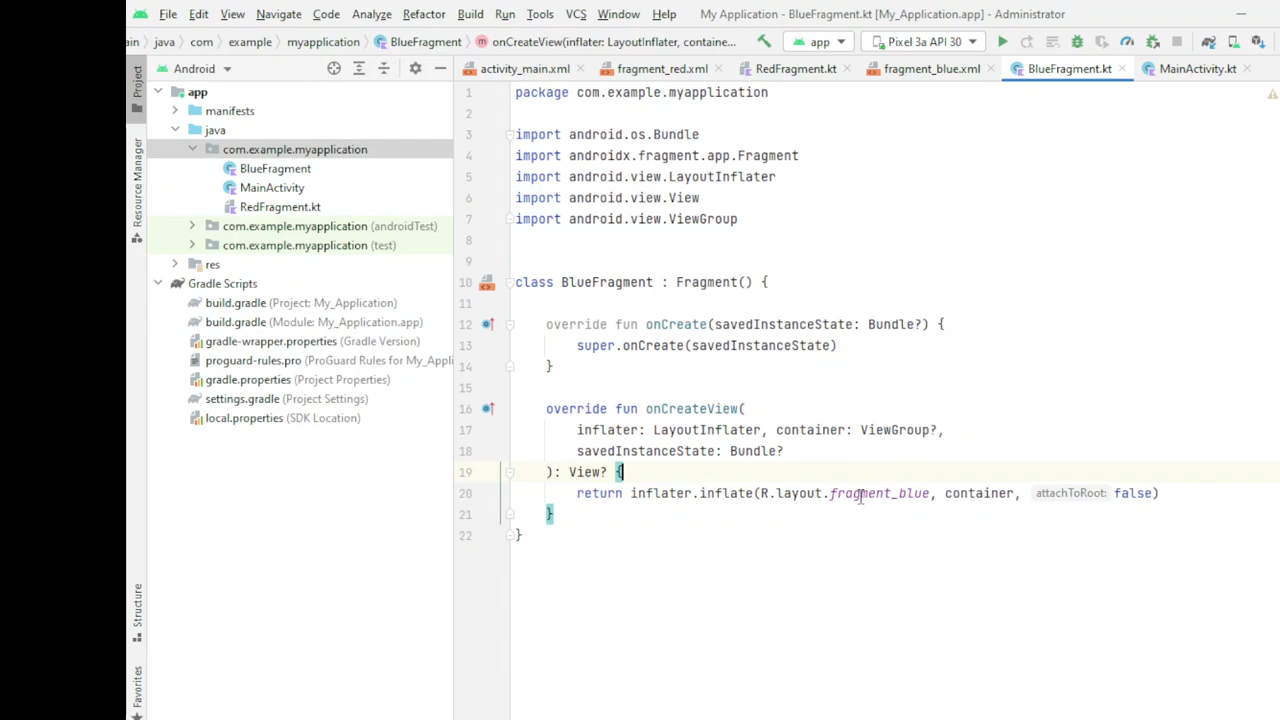 File Edit View Navigate Code Analyze Refactor Build Run Tools VCS Window Help My Application - BlueFragment.kt [My_Application.app] - Administrator
ain java com example myapplication BlueFragment onCreateView(inflater: LayoutInflater, containe... app Pixel 3a API 30
Project
Android
activity_main.xml fragment_red.xml RedFragment.kt fragment_blue.xml BlueFragment.kt MainActivity.kt
app
manifests
java
com.example.myapplication
BlueFragment
MainActivity
RedFragment.kt
com.example.myapplication (androidTest)
com.example.myapplication (test)
res
Gradle Scripts
build.gradle (Project: My_Application)
build.gradle (Module: My_Application.app)
gradle-wrapper.properties (Gradle Version)
proguard-rules.pro (ProGuard Rules for My_Appli
gradle.properties (Project Properties)
settings.gradle (Project Settings)
local.properties (SDK Location)
Resource Manager
Structure
Favorites
1 package com.example.myapplication
2
3 import android.os.Bundle
4 import androidx.fragment.app.Fragment
5 import android.view.LayoutInflater
6 import android.view.View
7 import android.view.ViewGroup
8
9
10 class BlueFragment : Fragment() {
11
12 override fun onCreate(savedInstanceState: Bundle?) {
13 super.onCreate(savedInstanceState)
14 }
15
16 override fun onCreateView(
17 inflater: LayoutInflater, container: ViewGroup?,
18 savedInstanceState: Bundle?
19 ): View? {
20 return inflater.inflate(R.layout.fragment_blue, container, attachToRoot: false)
21 }
22 }